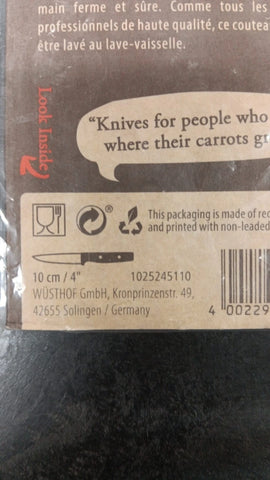 main ferme et sûre. Comme tous les
professionnels de haute qualité, ce coutea
être lavé au lave-vaisselle.
Look Inside
“Knives for people who
where their carrots gr
This packaging is made of rec
and printed with non-leaded
10 cm / 4" 1025245110
WÜSTHOF GmbH, Kronprinzenstr. 49,
42655 Solingen / Germany
4 00229